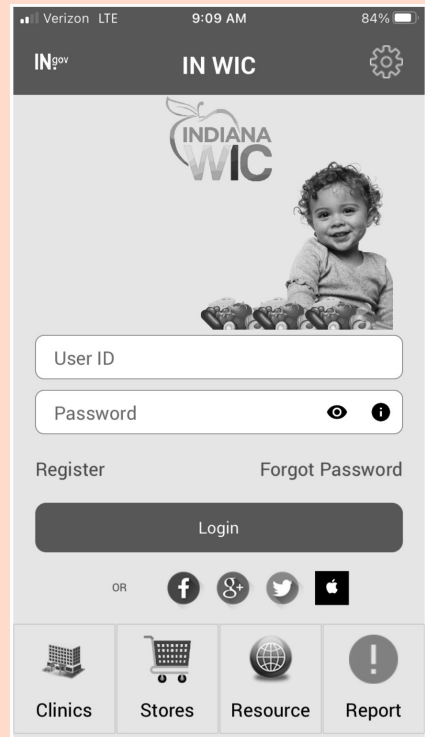 Verizon LTE 9:09 AM 84%
IN.gov IN WIC
INDIANA
WIC
User ID
Password
Register Forgot Password
Login
OR f g+
Clinics Stores Resource Report